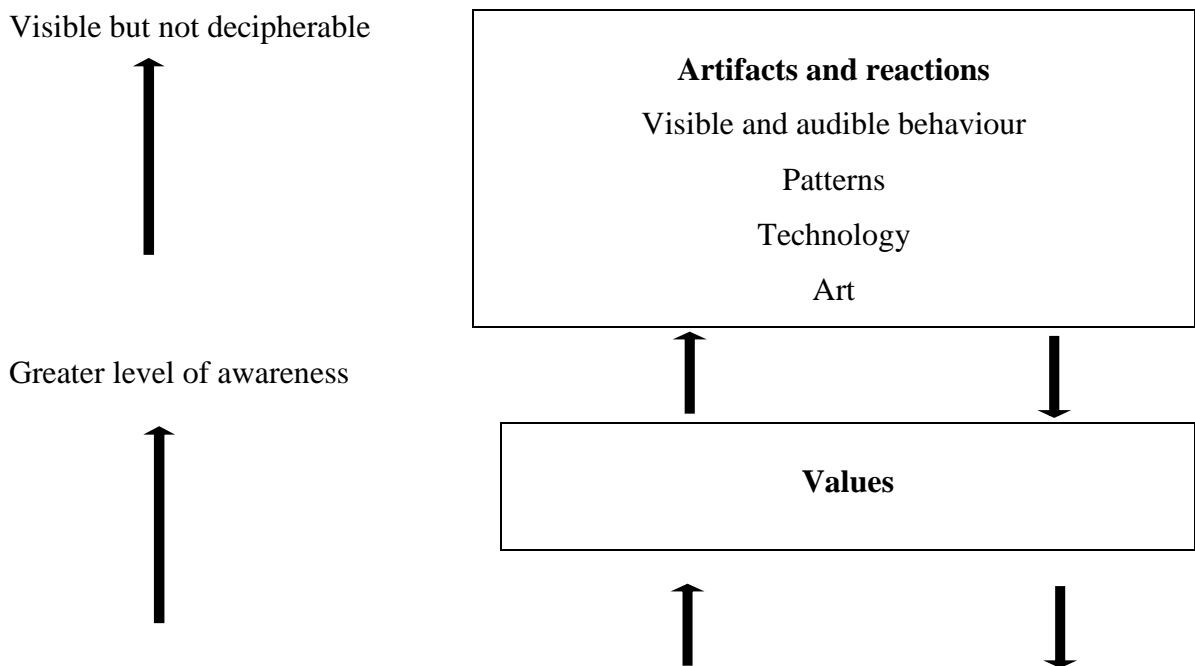 Visible but not decipherable
Artifacts and reactions
Visible and audible behaviour
Patterns
Technology
Art
Greater level of awareness
Values